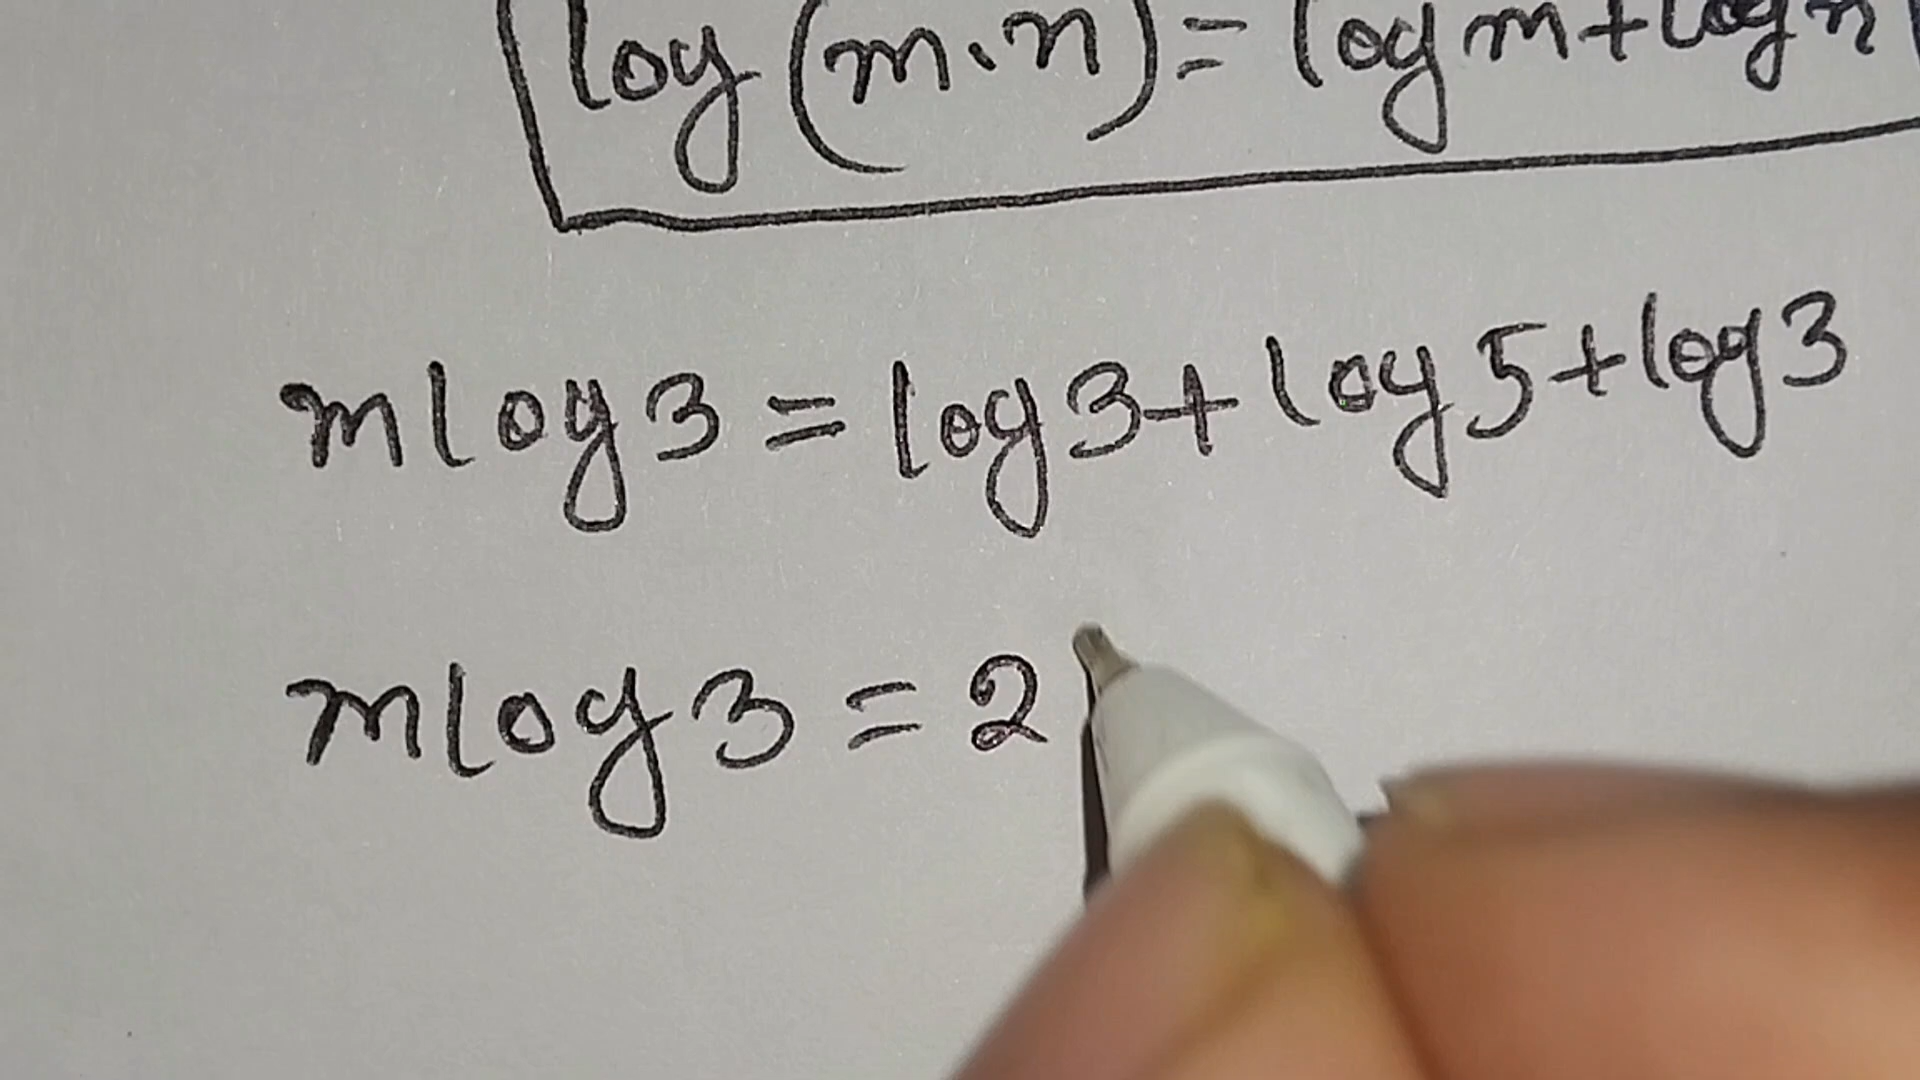 log (m.n) = log m + log n
m log 3 = log 3 + log 5 + log 3
m log 3 = 2